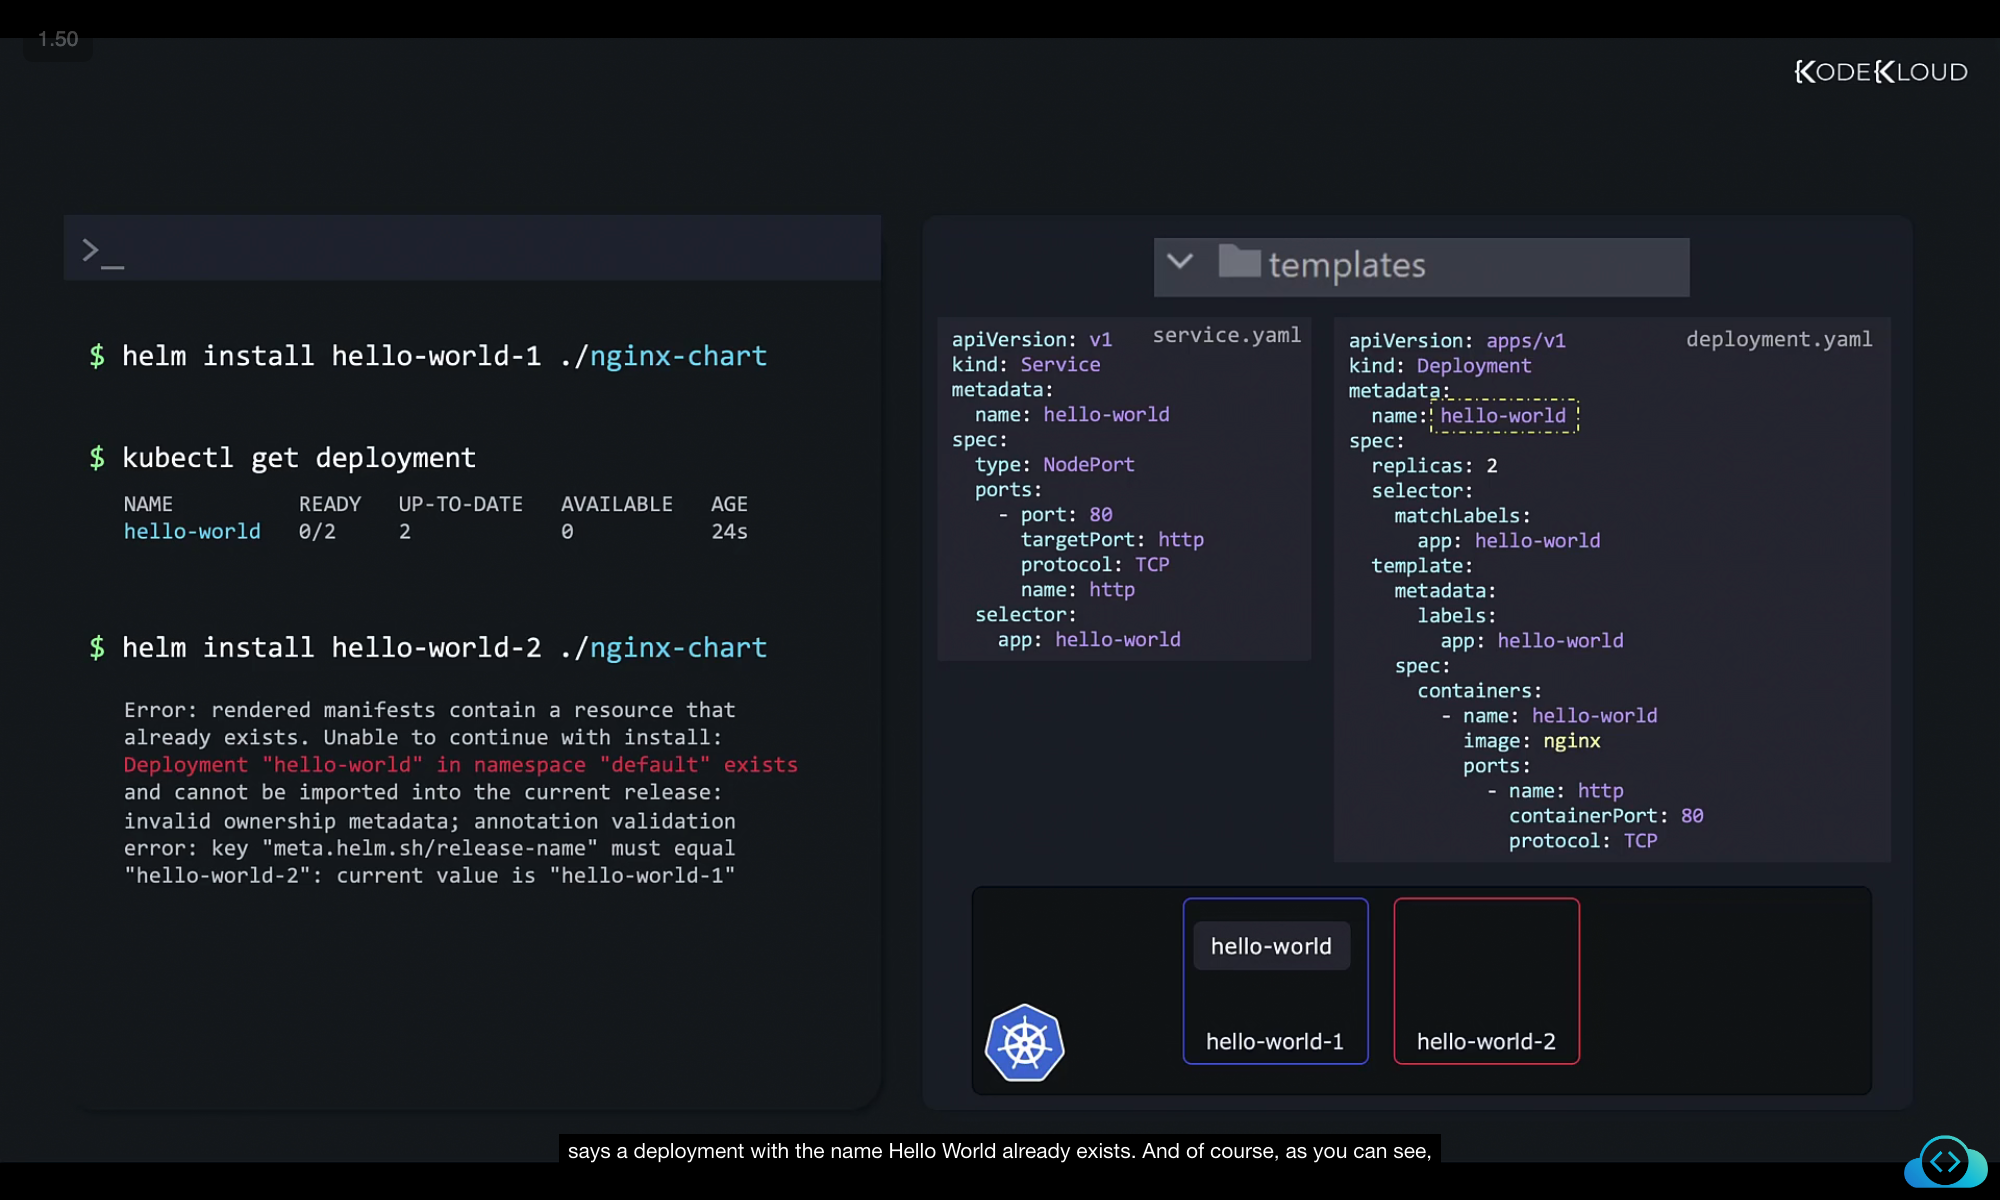 1.50
KODEKLOUD
>_
$ helm install hello-world-1 ./nginx-chart
$ kubectl get deployment
NAME READY UP-TO-DATE AVAILABLE AGE
hello-world 0/2 2 0 24s
$ helm install hello-world-2 ./nginx-chart
Error: rendered manifests contain a resource that
already exists. Unable to continue with install:
Deployment "hello-world" in namespace "default" exists
and cannot be imported into the current release:
invalid ownership metadata; annotation validation
error: key "meta.helm.sh/release-name" must equal
"hello-world-2": current value is "hello-world-1"
templates
service.yaml
apiVersion: v1
kind: Service
metadata:
  name: hello-world
spec:
  type: NodePort
  ports:
    - port: 80
      targetPort: http
      protocol: TCP
      name: http
  selector:
    app: hello-world
deployment.yaml
apiVersion: apps/v1
kind: Deployment
metadata:
  name: hello-world
spec:
  replicas: 2
  selector:
    matchLabels:
      app: hello-world
  template:
    metadata:
      labels:
        app: hello-world
    spec:
      containers:
        - name: hello-world
          image: nginx
          ports:
            - name: http
              containerPort: 80
              protocol: TCP
hello-world
hello-world-1
hello-world-2
says a deployment with the name Hello World already exists. And of course, as you can see,